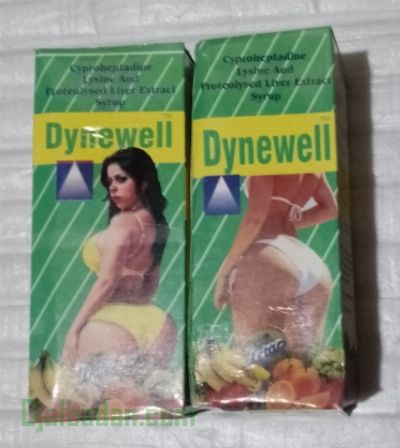 Cyproheptadine
Lysine And
Proteolysed Liver Extract
Syrup
Dynewell
TM
Cyproheptadine
Lysine And
Proteolysed Liver Extract
Syrup
Dynewell
TM